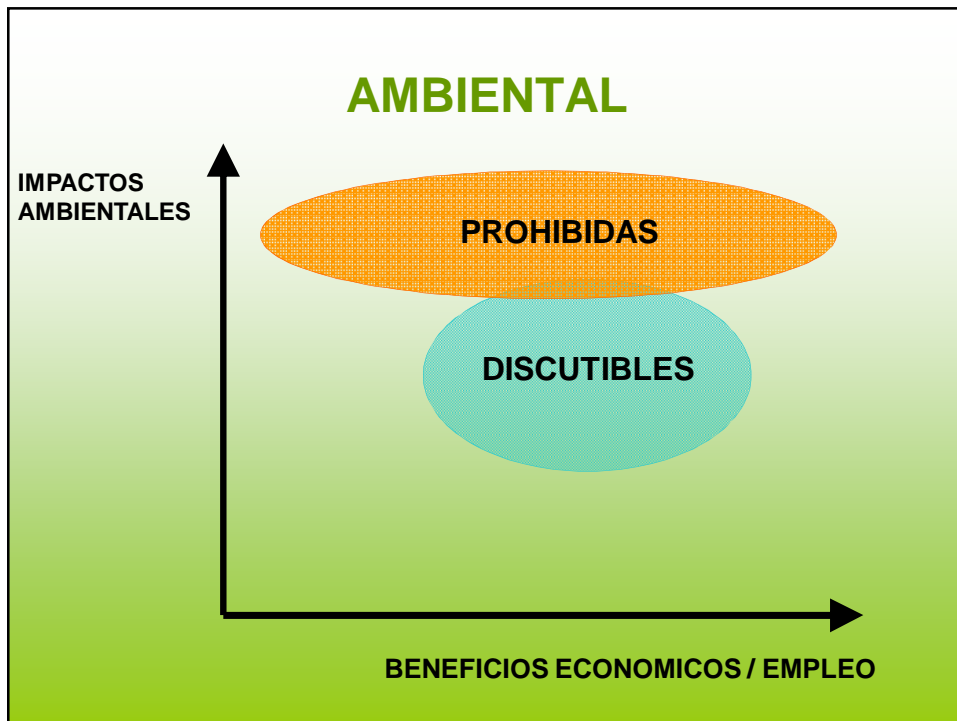 AMBIENTAL
IMPACTOS
AMBIENTALES
PROHIBIDAS
DISCUTIBLES
BENEFICIOS ECONOMICOS / EMPLEO